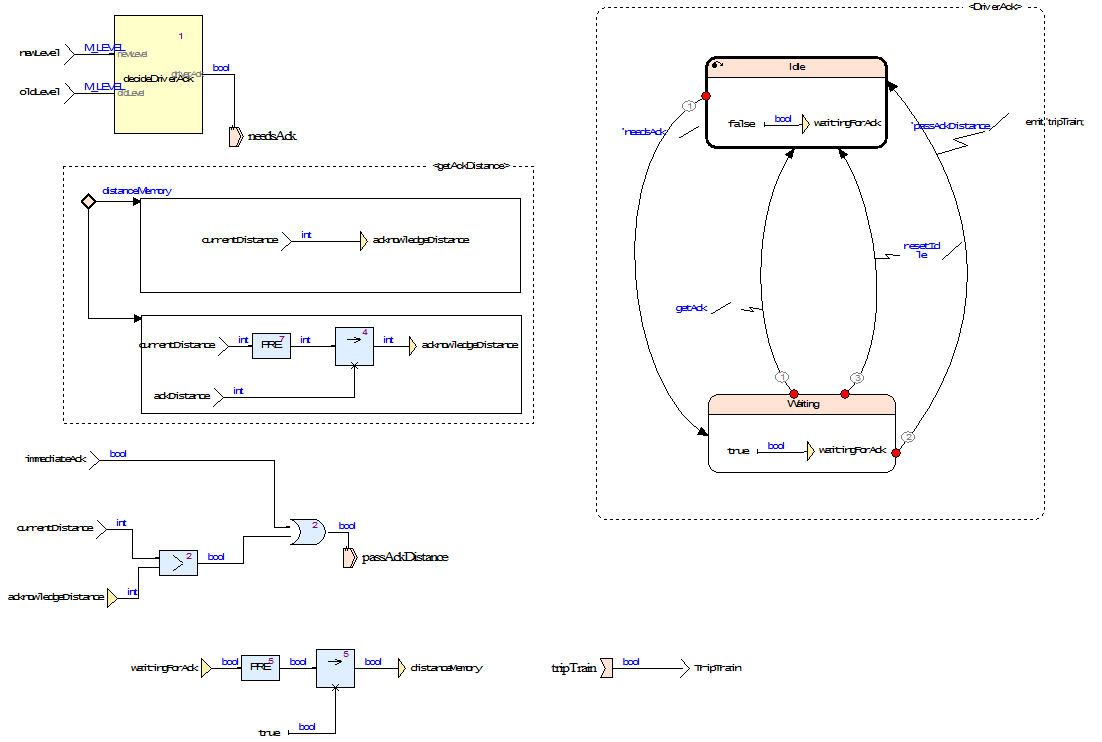 newLevel
M_LEVEL
newLevel
1
driverAck
decideDriverAck
bool
oldLevel
M_LEVEL
oldLevel
needsAck
<getAckDistance>
distanceMemory
currentDistance
int
acknowledgeDistance
currentDistance
int
PRE
7
int
4
int
acknowledgeDistance
ackDistance
int
immediateAck
bool
currentDistance
int
2
bool
2
bool
passAckDistance
acknowledgeDistance
int
waitingForAck
bool
PRE
5
bool
5
bool
distanceMemory
true
bool
<DriverAck>
Idle
1
'needsAck
false
bool
waitingForAck
'passAckDistance
emit 'tripTrain;
resetId
le
getAck
1
3
2
Waiting
true
bool
waitingForAck
tripTrain
bool
TripTrain